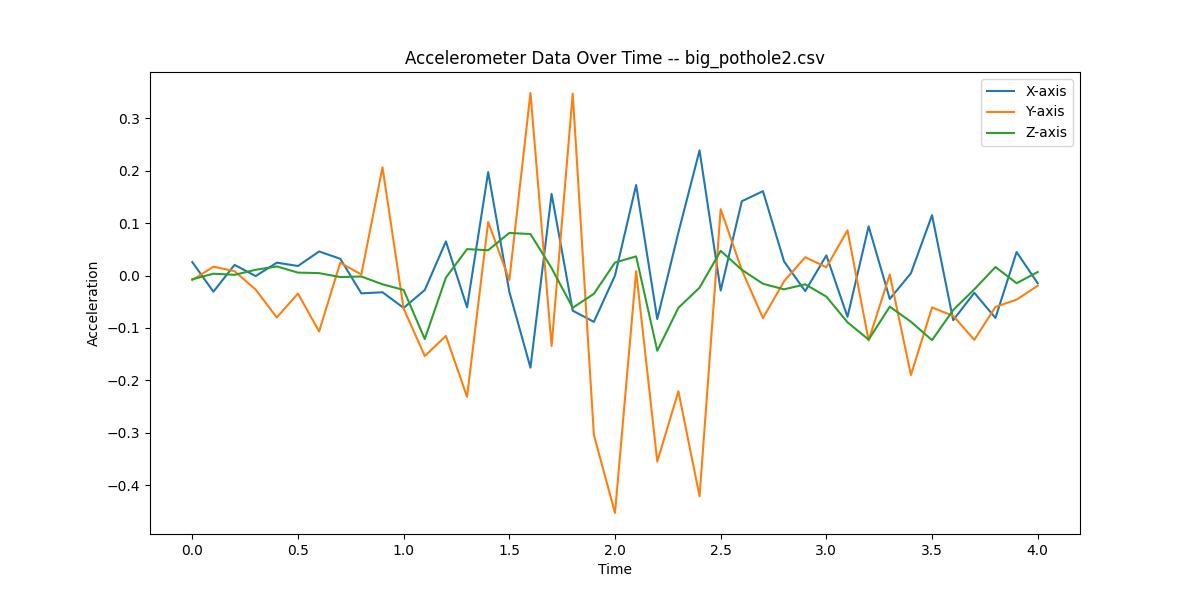 Accelerometer Data Over Time -- big_pothole2.csv
X-axis
Y-axis
Z-axis
0.3
0.2
0.1
0.0
−0.1
−0.2
−0.3
−0.4
Acceleration
0.0 0.5 1.0 1.5 2.0 2.5 3.0 3.5 4.0
Time